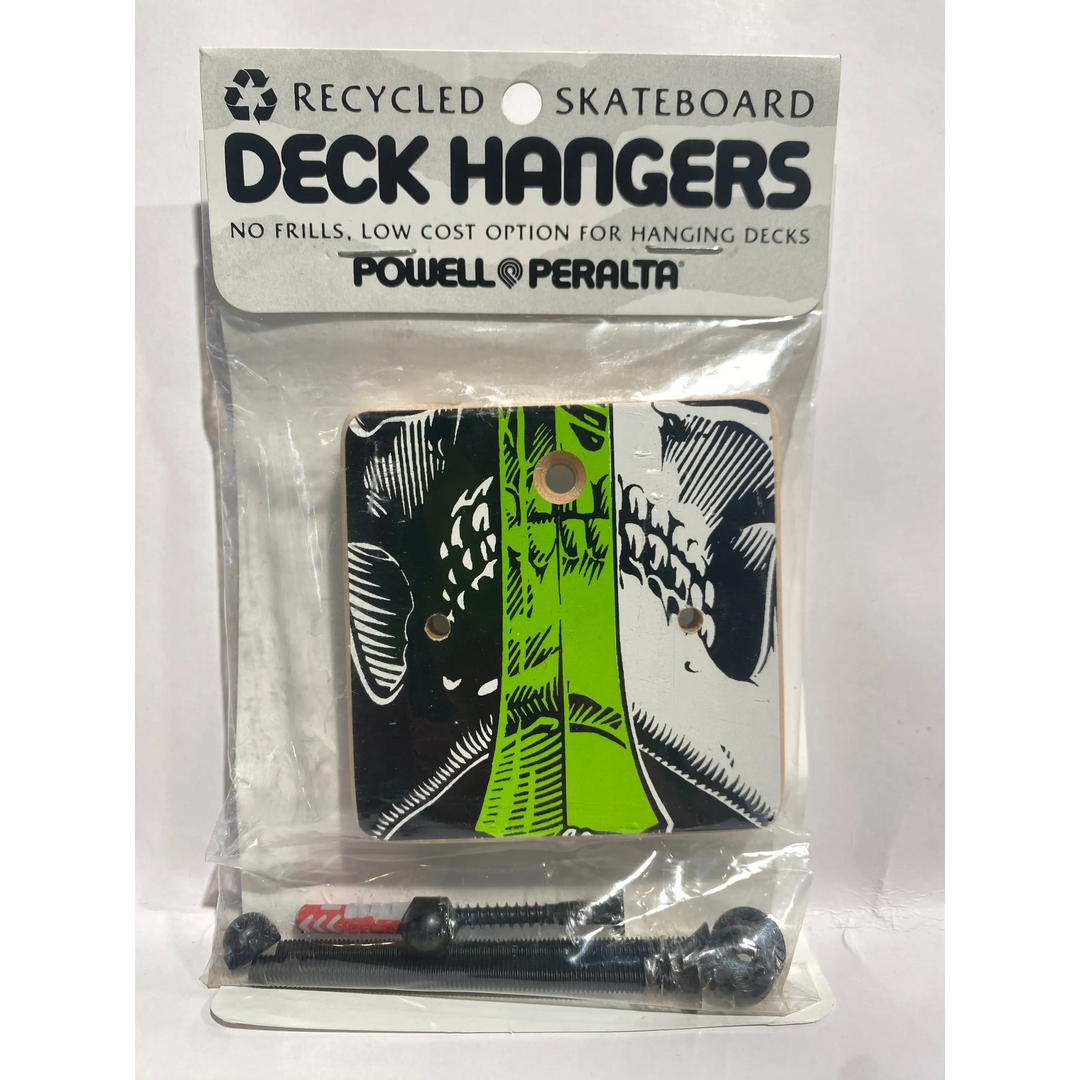 RECYCLED SKATEBOARD
DECK HANGERS
NO FRILLS, LOW COST OPTION FOR HANGING DECKS
POWELL PERALTA